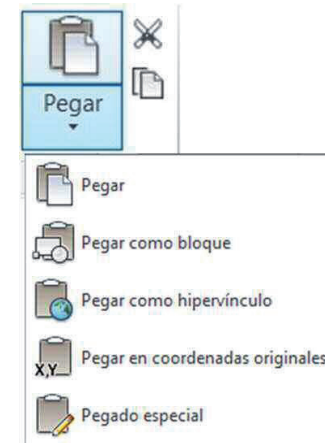 Pegar
Pegar
Pegar como bloque
Pegar como hipervínculo
X,Y
Pegar en coordenadas originales
Pegado especial